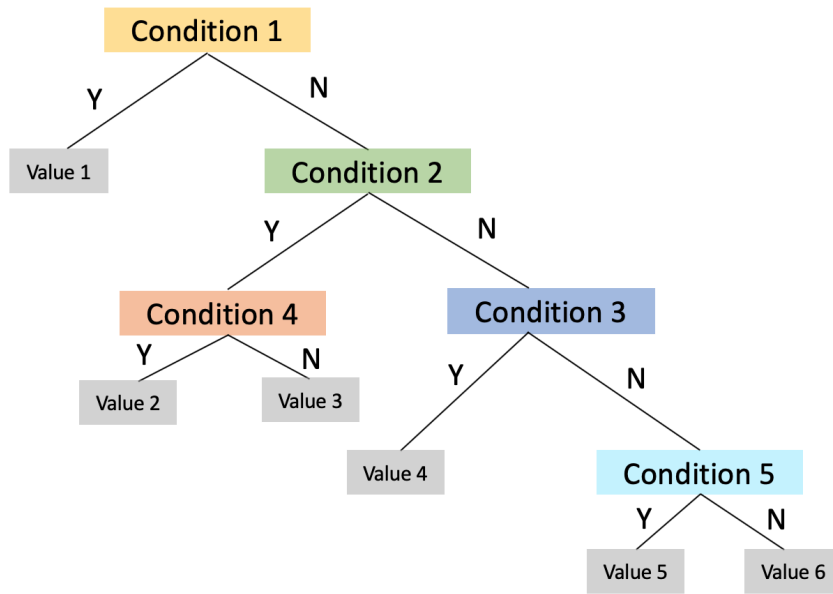 Condition 1
Y
N
Value 1
Condition 2
Y
N
Condition 4
Condition 3
Y
N
Y
N
Value 2
Value 3
Value 4
Condition 5
Y
N
Value 5
Value 6